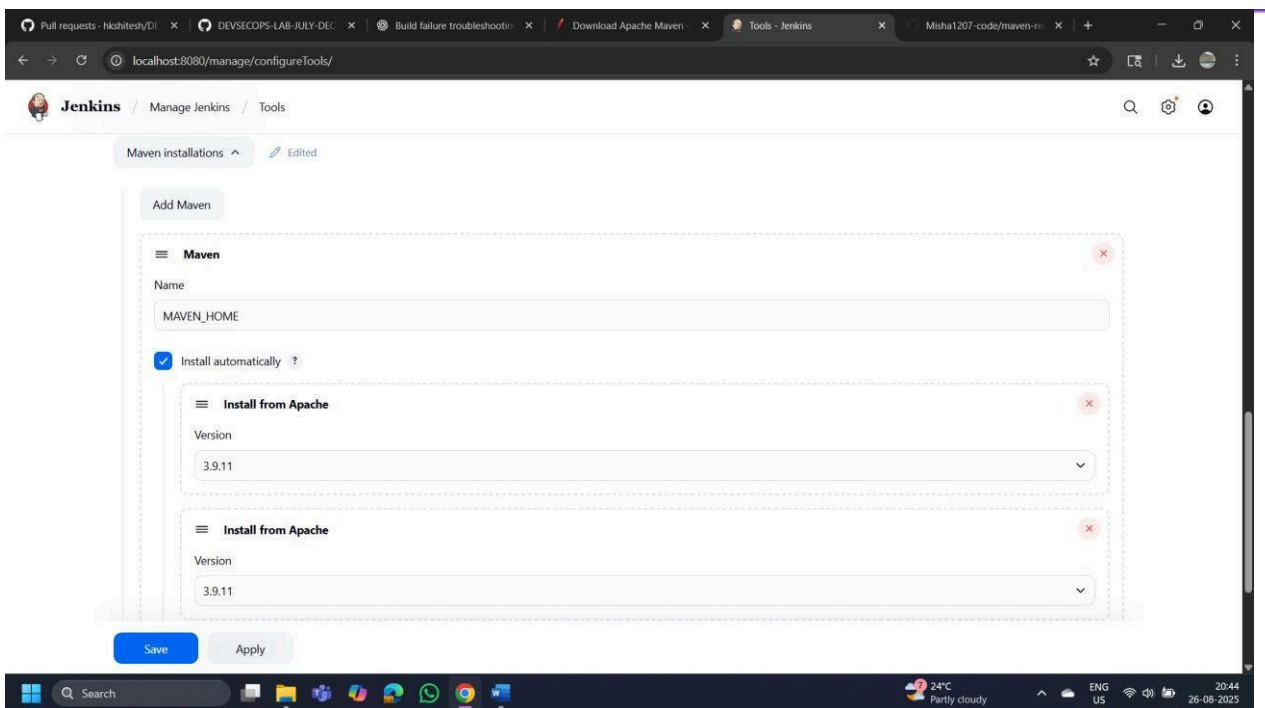 Pull requests · hkshitesh/DE
DEVSECOPS-LAB-JULY-DEC
Build failure troubleshootin
Download Apache Maven –
Tools - Jenkins
Misha1207-code/maven-re
localhost:8080/manage/configureTools/
Jenkins / Manage Jenkins / Tools
Maven installations Edited
Add Maven
Maven
Name
MAVEN_HOME
Install automatically ?
Install from Apache
Version
3.9.11
Install from Apache
Version
3.9.11
Save Apply
Search
7 24°C
Partly cloudy
ENG
US
20:44
26-08-2025